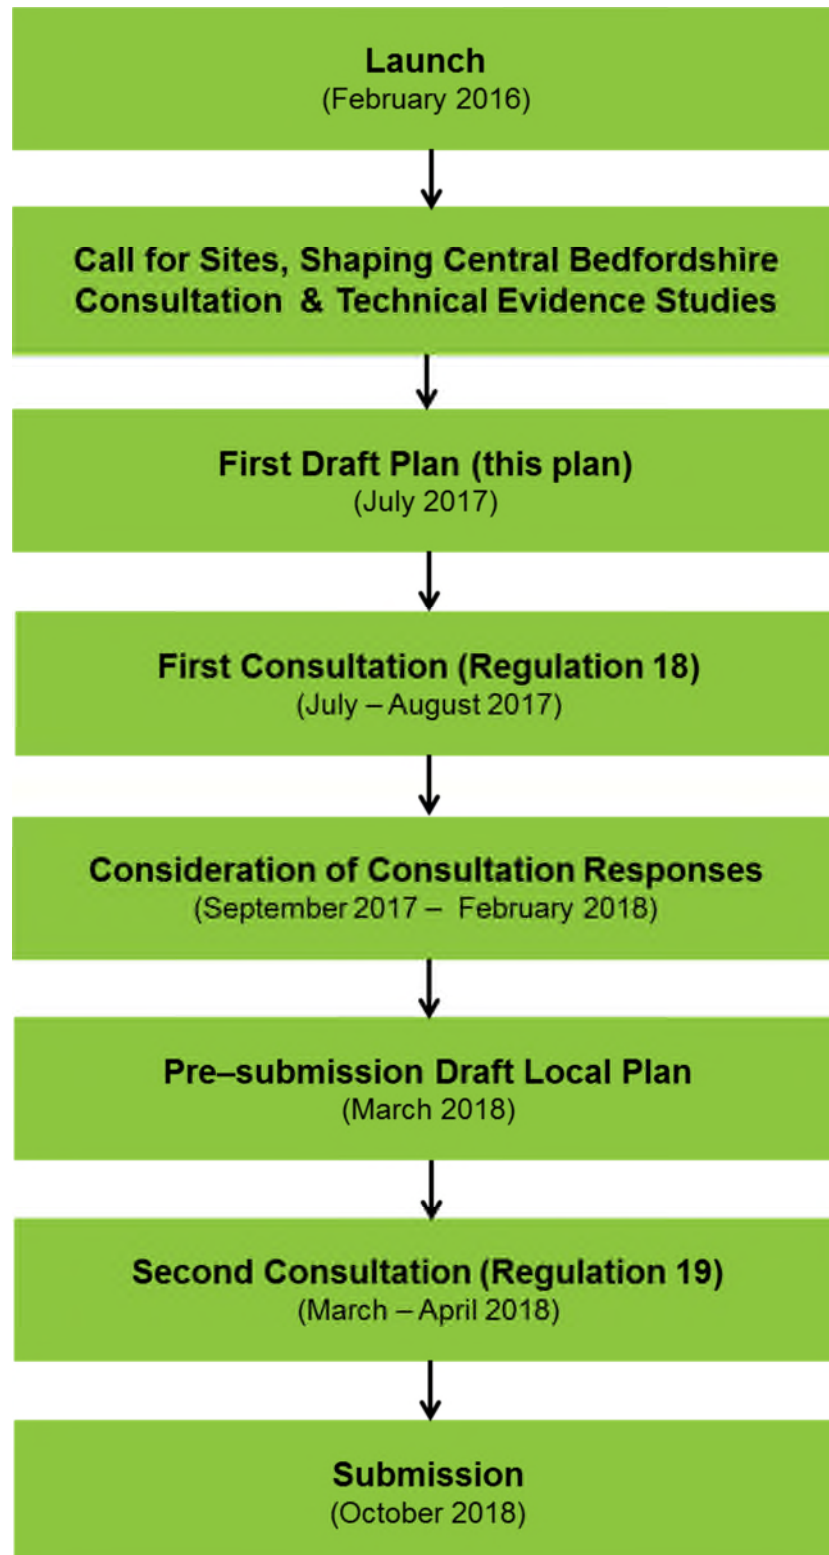 Launch
(February 2016)
Call for Sites, Shaping Central Bedfordshire
Consultation & Technical Evidence Studies
First Draft Plan (this plan)
(July 2017)
First Consultation (Regulation 18)
(July – August 2017)
Consideration of Consultation Responses
(September 2017 – February 2018)
Pre–submission Draft Local Plan
(March 2018)
Second Consultation (Regulation 19)
(March – April 2018)
Submission
(October 2018)